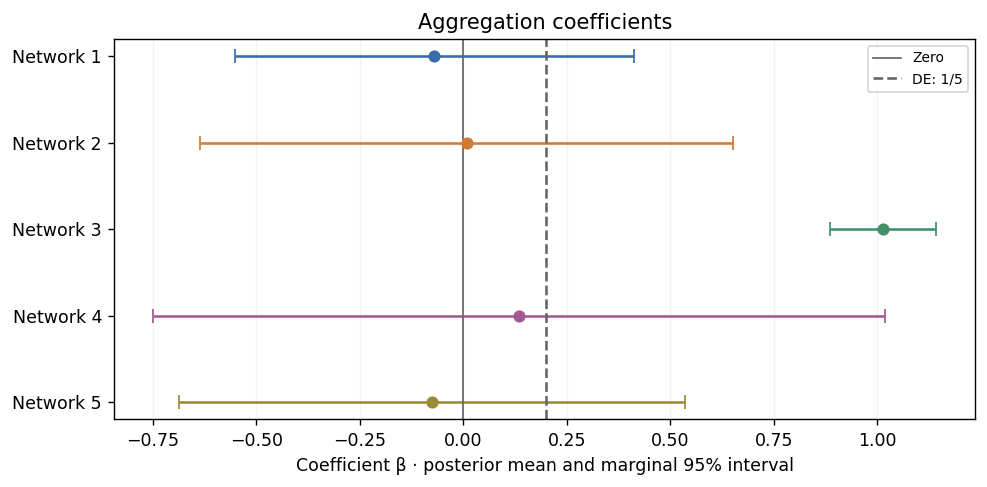 Aggregation coefficients
Network 1
Network 2
Network 3
Network 4
Network 5
Zero
DE: 1/5
−0.75 −0.50 −0.25 0.00 0.25 0.50 0.75 1.00
Coefficient β · posterior mean and marginal 95% interval